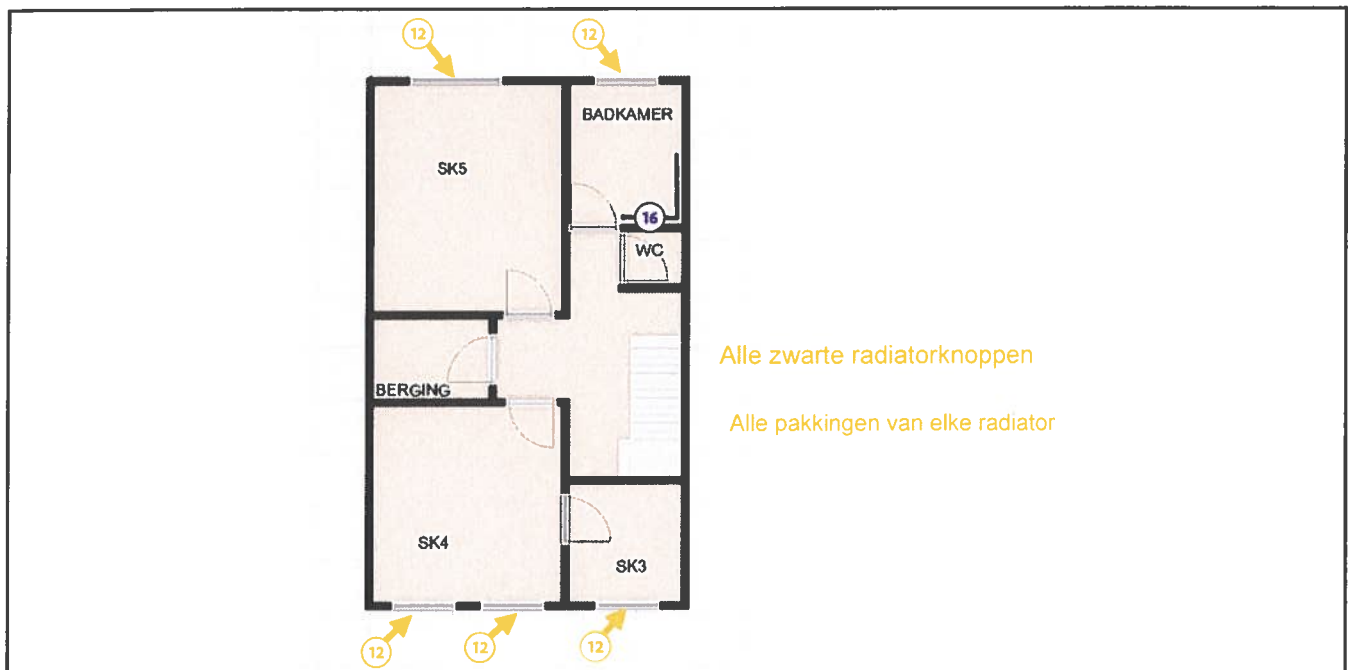 12
12
BADKAMER
SK5
16
WC
Alle zwarte radiatorknoppen
BERGING
Alle pakkingen van elke radiator
SK4
SK3
12
12
12